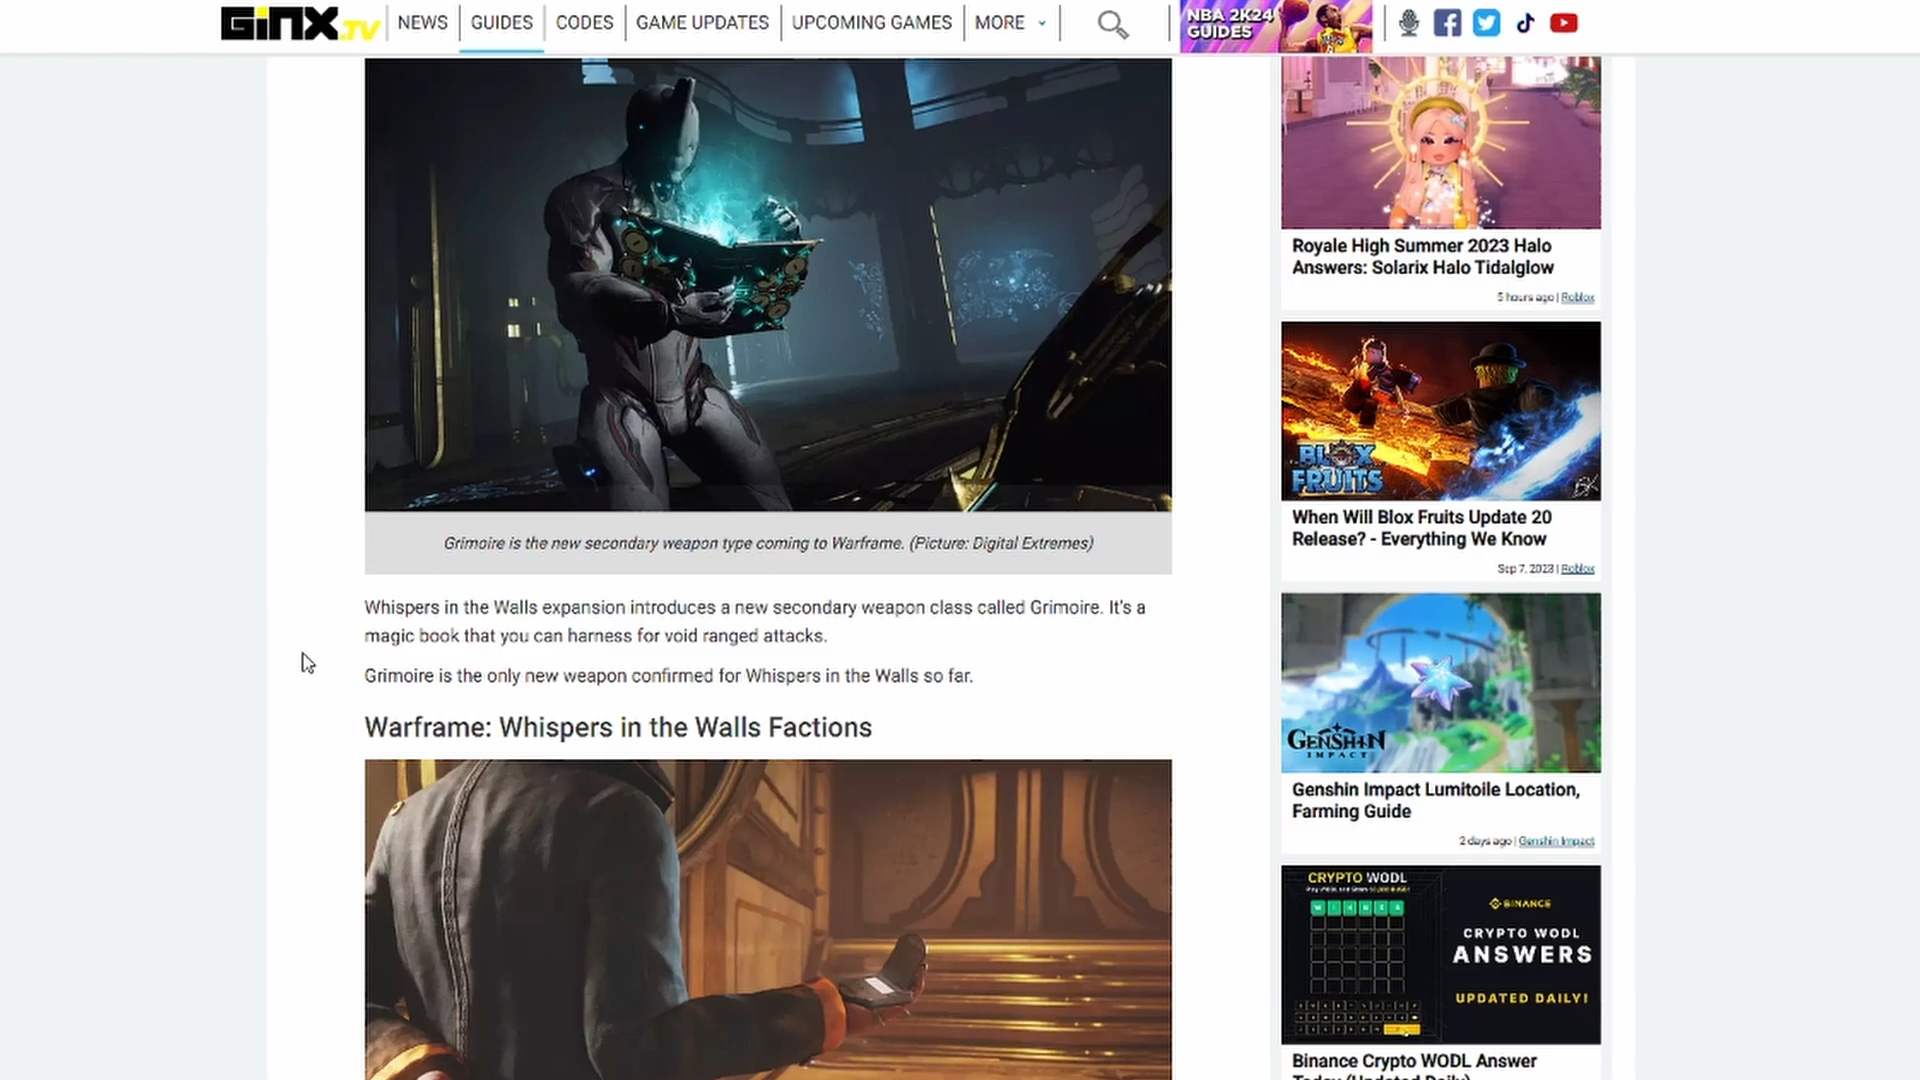 GiNX.TV
NEWS
GUIDES
CODES
GAME UPDATES
UPCOMING GAMES
MORE
NBA 2K24
GUIDES
Grimoire is the new secondary weapon type coming to Warframe. (Picture: Digital Extremes)
Whispers in the Walls expansion introduces a new secondary weapon class called Grimoire. It's a
magic book that you can harness for void ranged attacks.
Grimoire is the only new weapon confirmed for Whispers in the Walls so far.
Warframe: Whispers in the Walls Factions
Royale High Summer 2023 Halo
Answers: Solarix Halo Tidalglow
5 hours ago | Roblox
BLOX
FRUITS
When Will Blox Fruits Update 20
Release? - Everything We Know
Sep 7, 2023 | Roblox
GENSHIN
IMPACT
Genshin Impact Lumitoile Location,
Farming Guide
2 days ago | Genshin Impact
CRYPTO WODL
BINANCE
CRYPTO WODL
ANSWERS
UPDATED DAILY!
Binance Crypto WODL Answer
Today (Updated Daily)